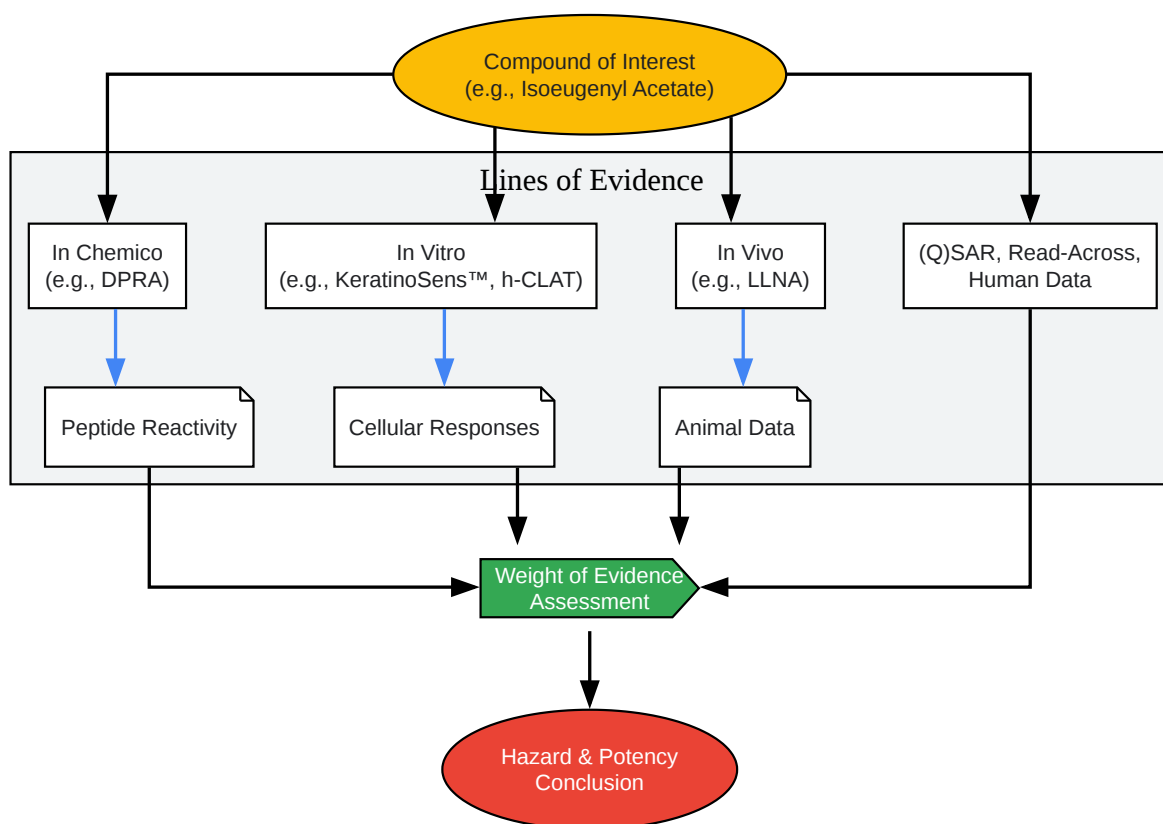 Compound of Interest
(e.g., Isoeugenyl Acetate)
Lines of Evidence
In Chemico
(e.g., DPRA)
In Vitro
(e.g., KeratinoSens™, h-CLAT)
In Vivo
(e.g., LLNA)
(Q)SAR, Read-Across,
Human Data
Peptide Reactivity
Cellular Responses
Animal Data
Weight of Evidence
Assessment
Hazard & Potency
Conclusion